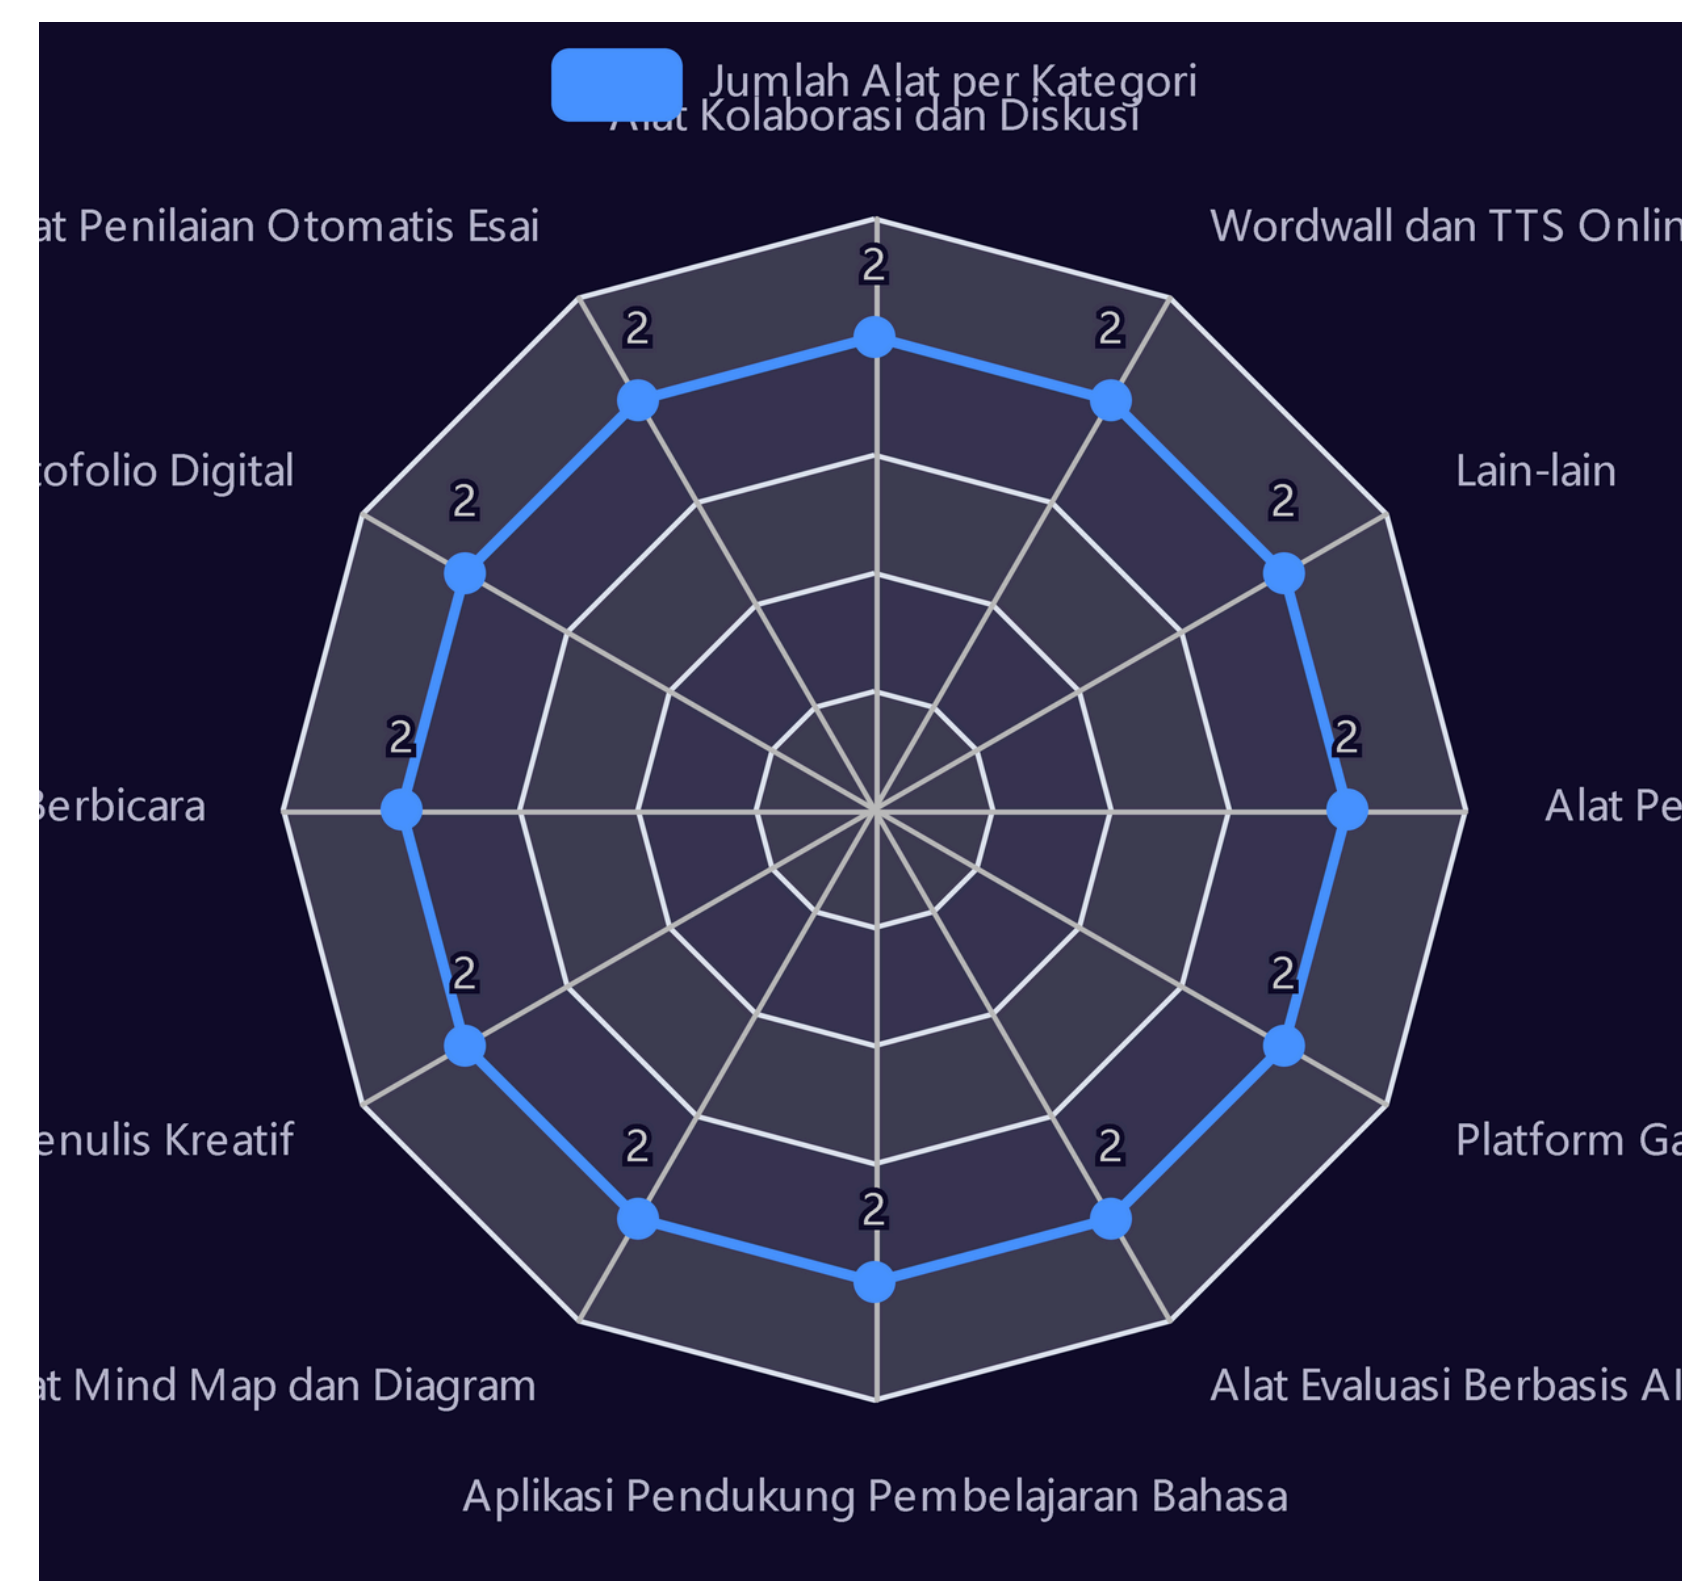 Jumlah Alat per Kategori
Alat Kolaborasi dan Diskusi
at Penilaian Otomatis Esai
Wordwall dan TTS Onlin
2
2
2
tofolio Digital
Lain-lain
2
2
2
2
Berbicara
Alat Pe
2
2
enulis Kreatif
Platform Ga
2
2
2
at Mind Map dan Diagram
Alat Evaluasi Berbasis AI
Aplikasi Pendukung Pembelajaran Bahasa